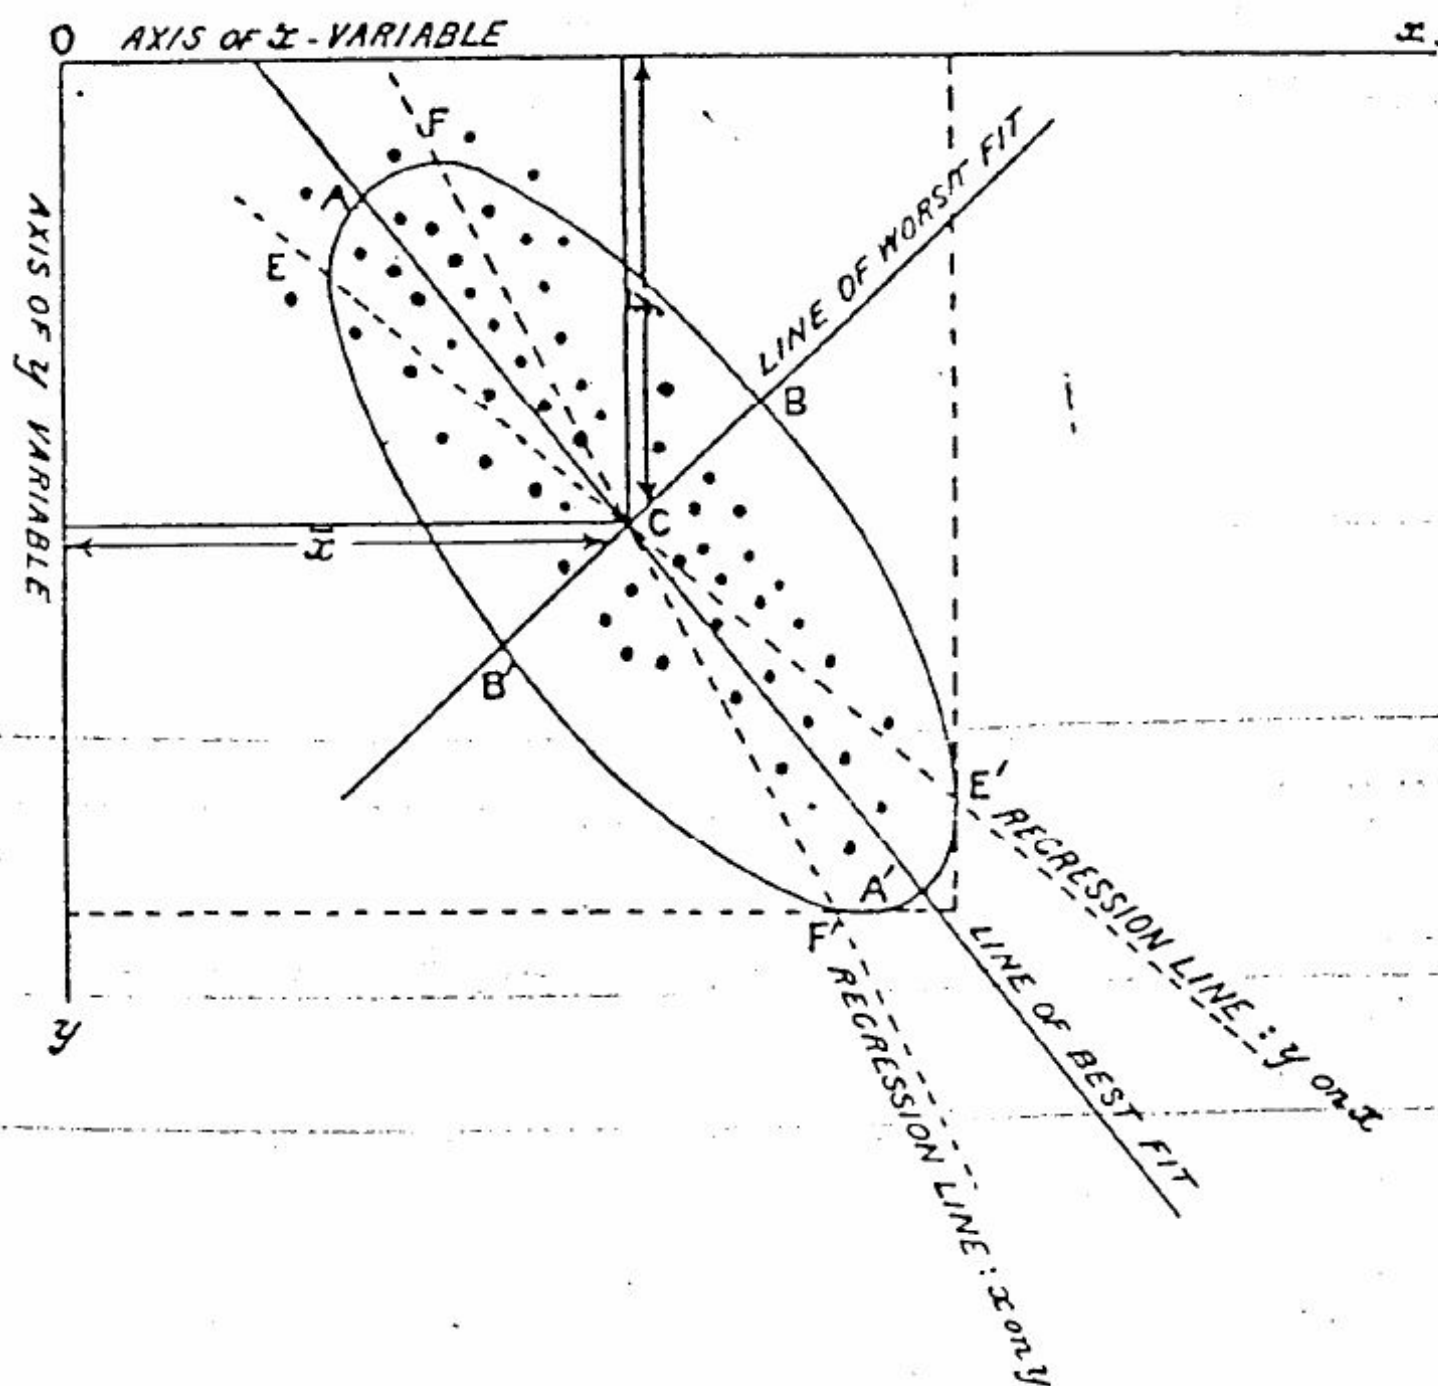 O AXIS OF x-VARIABLE x.
F
A
E
AXIS OF y VARIABLE
LINE OF WORSIT FIT
B
C
x̄
B'
E'
REGRESSION LINE : y on x
A'
F'
LINE OF BEST FIT
REGRESSION LINE : x on y
y